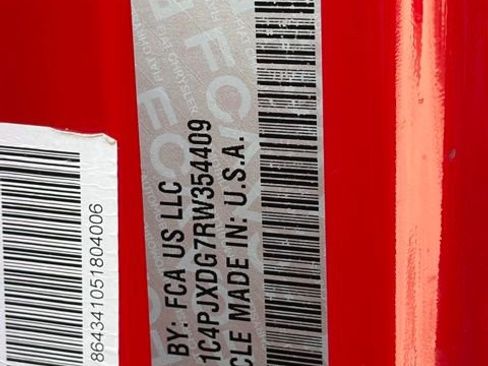 BY: FCA US LLC
1C4PJXDG7RW354409
CLE MADE IN U.S.A.
864341051804006